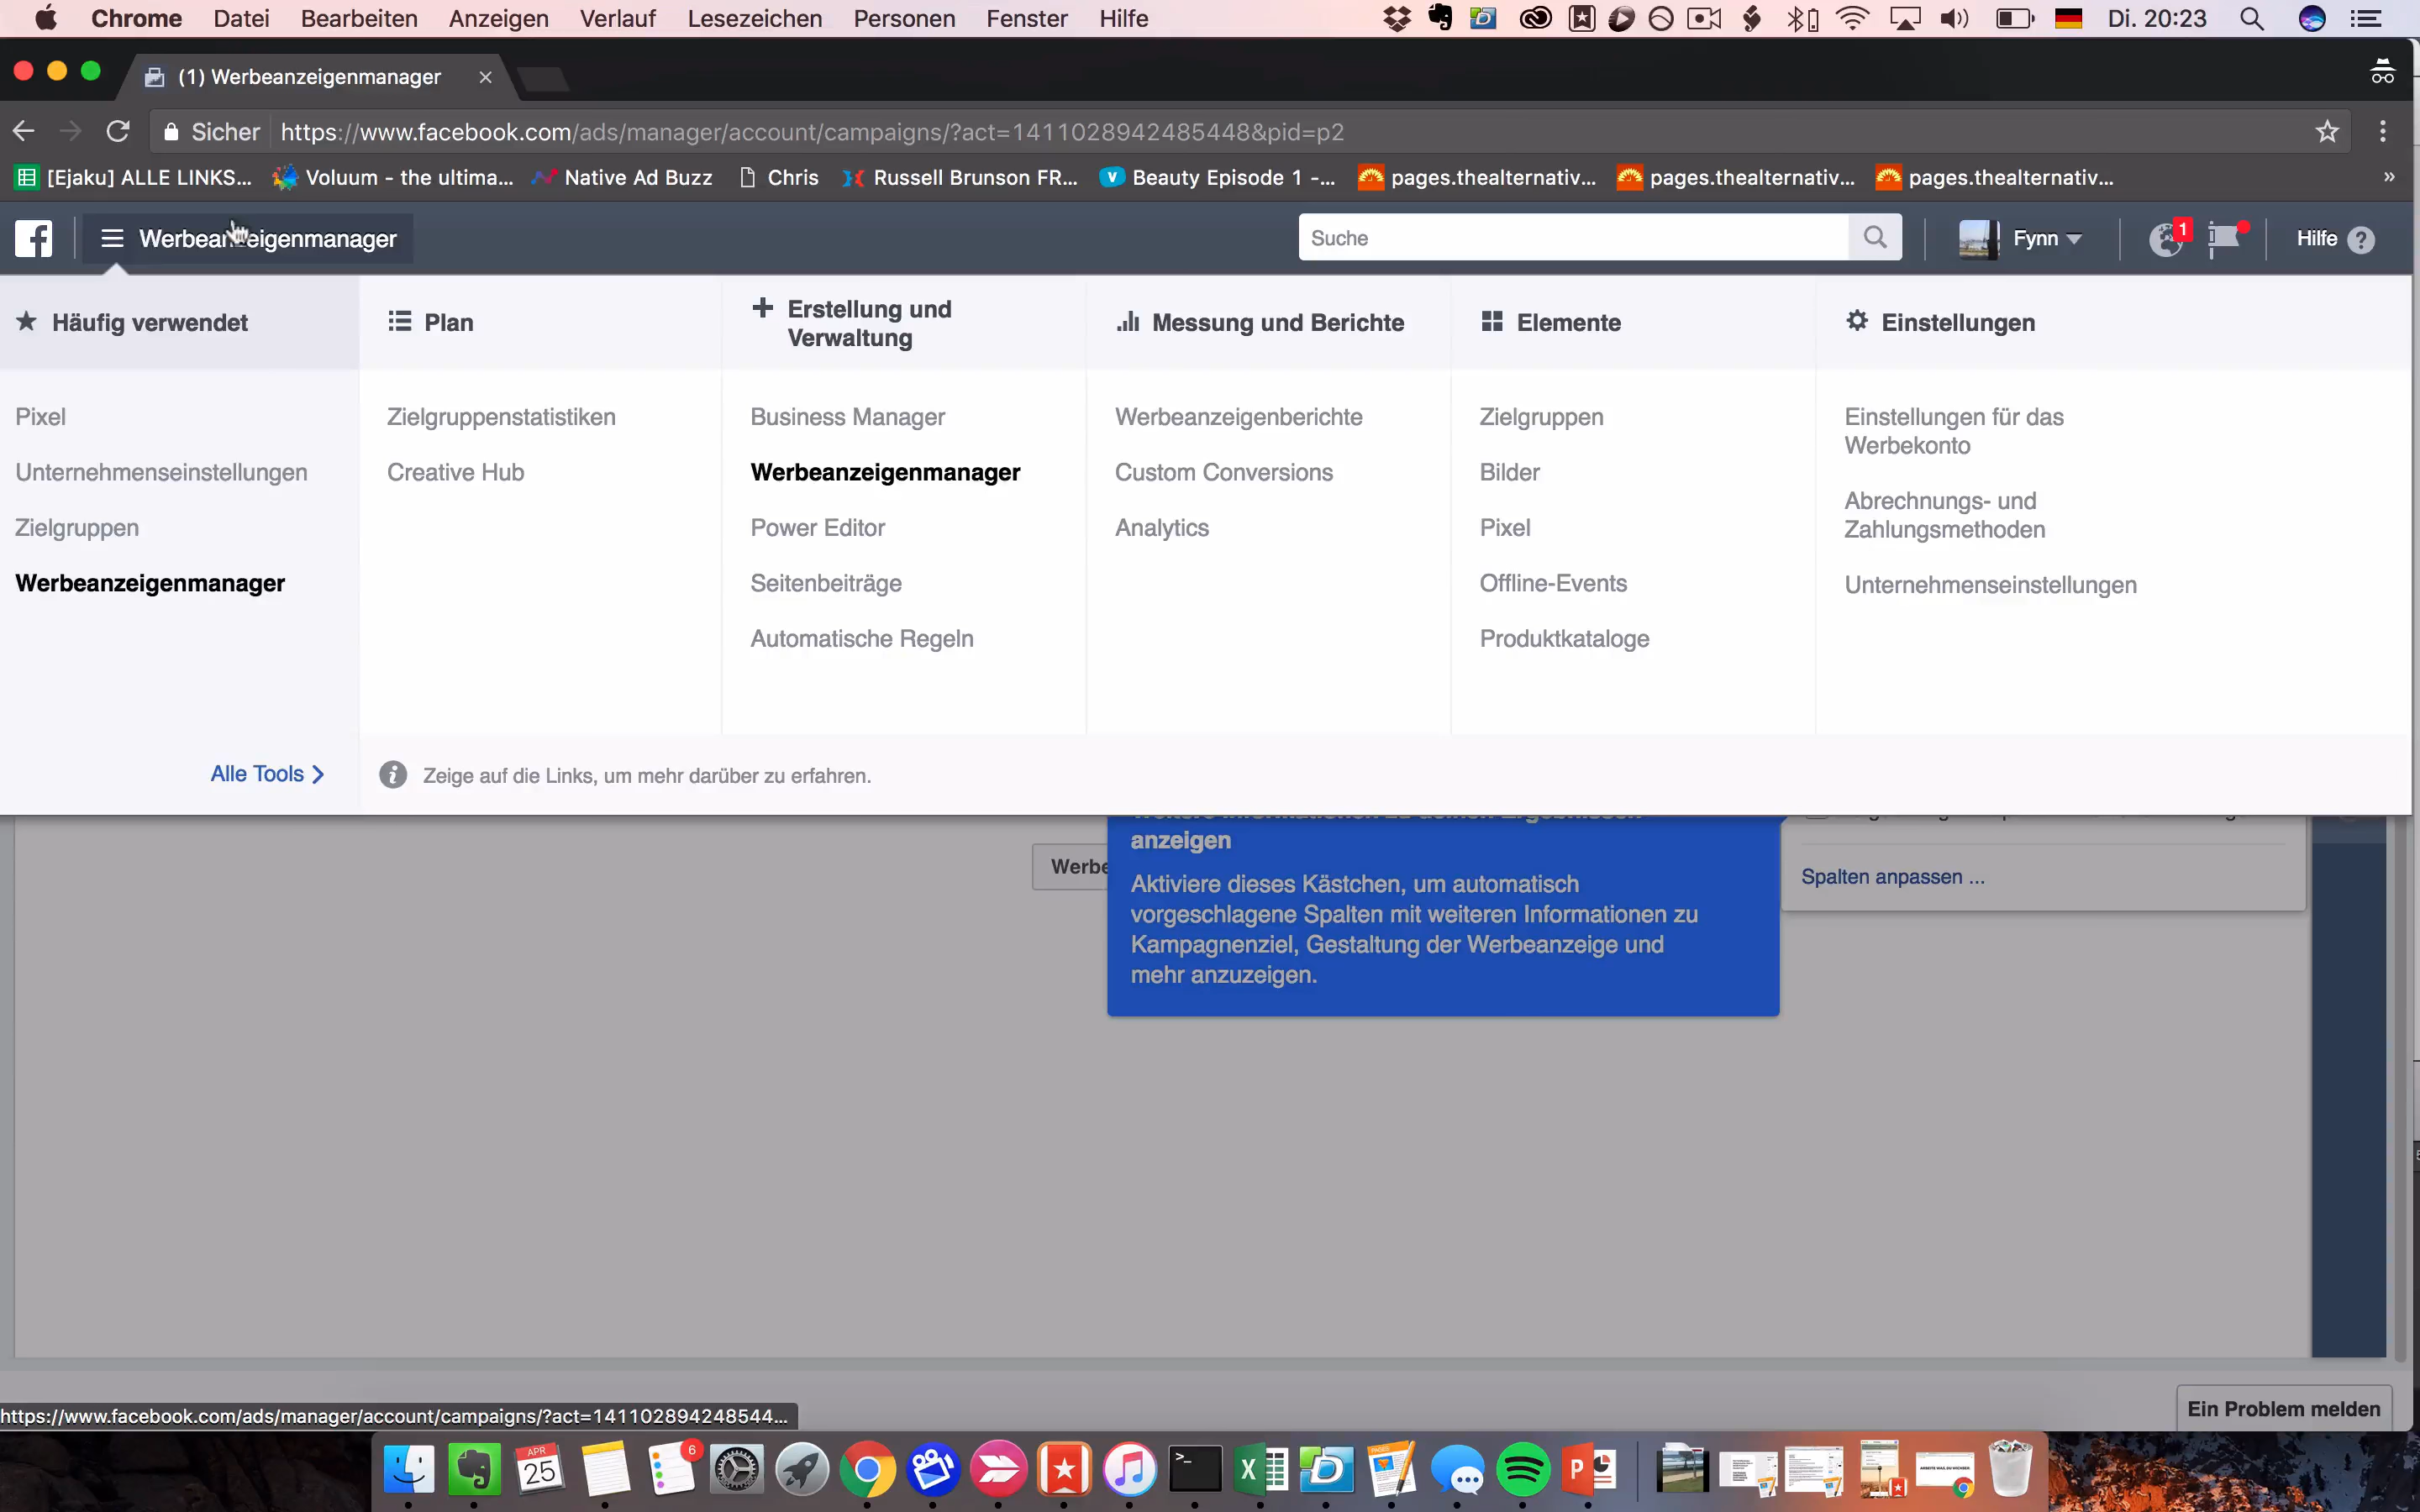 Chrome Datei Bearbeiten Anzeigen Verlauf Lesezeichen Personen Fenster Hilfe Di. 20:23
(1) Werbeanzeigenmanager
Sicher https://www.facebook.com/ads/manager/account/campaigns/?act=1411028942485448&pid=p2
[Ejaku] ALLE LINKS... Voluum - the ultima... Native Ad Buzz Chris Russell Brunson FR... Beauty Episode 1 -... pages.thealternativ... pages.thealternativ... pages.thealternativ... »
Werbeanzeigenmanager Suche Fynn 1 Hilfe ?
Häufig verwendet
Pixel
Unternehmenseinstellungen
Zielgruppen
Werbeanzeigenmanager
Alle Tools
Plan
Zielgruppenstatistiken
Creative Hub
Erstellung und
Verwaltung
Business Manager
Werbeanzeigenmanager
Power Editor
Seitenbeiträge
Automatische Regeln
Messung und Berichte
Werbeanzeigenberichte
Custom Conversions
Analytics
Elemente
Zielgruppen
Bilder
Pixel
Offline-Events
Produktkataloge
Einstellungen
Einstellungen für das
Werbekonto
Abrechnungs- und
Zahlungsmethoden
Unternehmenseinstellungen
Zeige auf die Links, um mehr darüber zu erfahren.
Werbe
anzeigen
Aktiviere dieses Kästchen, um automatisch
vorgeschlagene Spalten mit weiteren Informationen zu
Kampagnenziel, Gestaltung der Werbeanzeige und
mehr anzuzeigen.
Spalten anpassen ...
Ein Problem melden
https://www.facebook.com/ads/manager/account/campaigns/?act=141102894248544...
APR
25
6